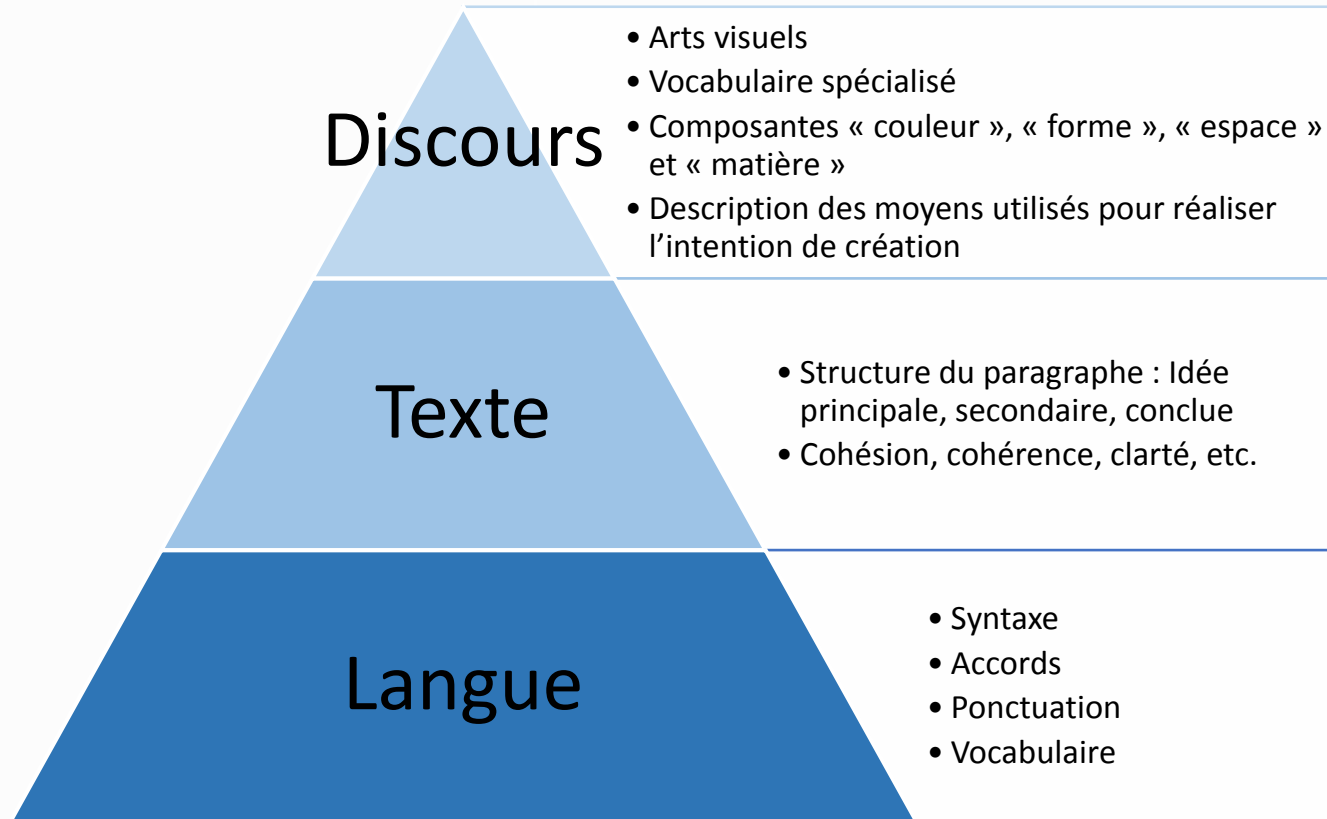 Discours
• Arts visuels
• Vocabulaire spécialisé
• Composantes « couleur », « forme », « espace »
et « matière »
• Description des moyens utilisés pour réaliser
l’intention de création
Texte
• Structure du paragraphe : Idée
principale, secondaire, conclue
• Cohésion, cohérence, clarté, etc.
Langue
• Syntaxe
• Accords
• Ponctuation
• Vocabulaire